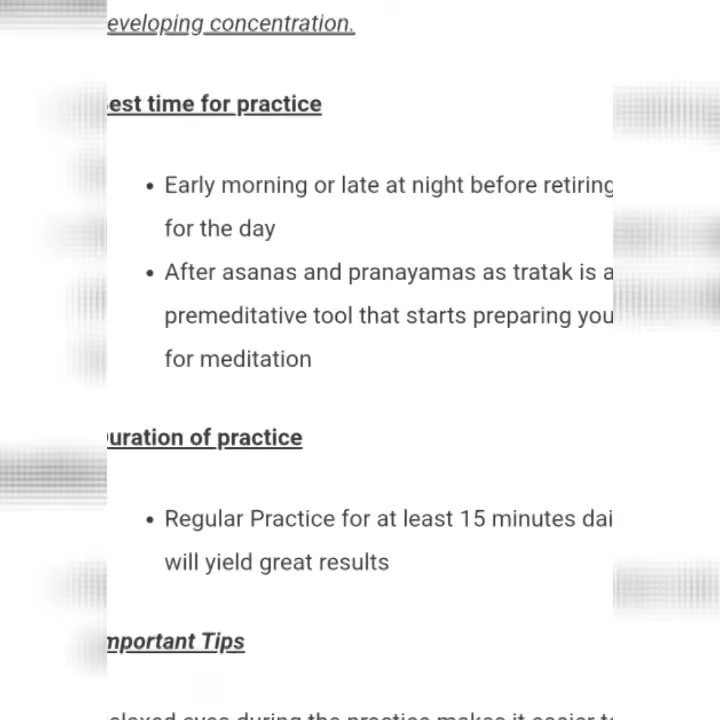 eveloping concentration.
est time for practice
Early morning or late at night before retiring
for the day
After asanas and pranayamas as tratak is a
premeditative tool that starts preparing you
for meditation
uration of practice
Regular Practice for at least 15 minutes dai
will yield great results
mportant Tips